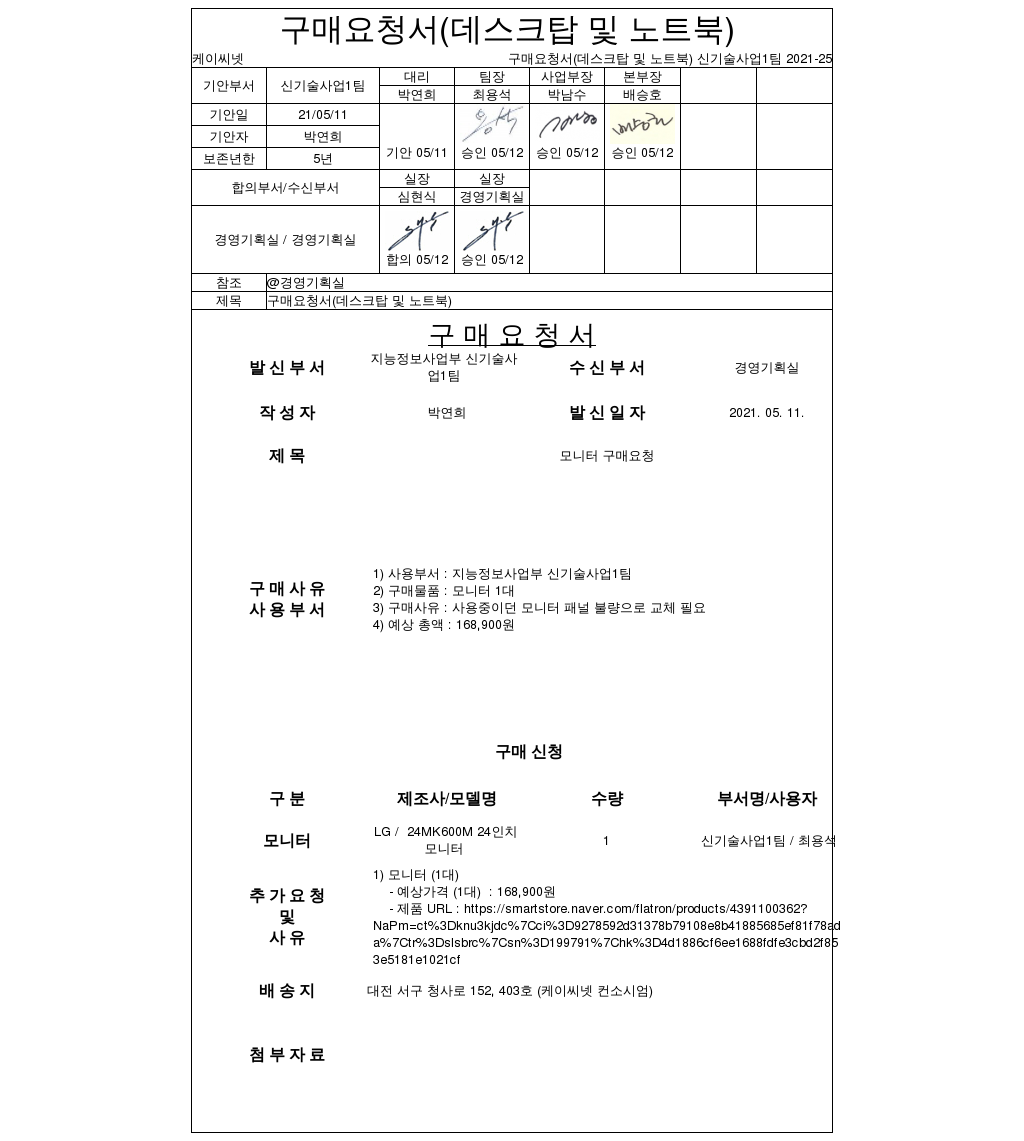 구매요청서(데스크탑 및 노트북)
케이씨넷 구매요청서(데스크탑 및 노트북) 신기술사업1팀 2021-25
기안부서 신기술사업1팀 대리 팀장 사업부장 본부장
박연희 최용석 박남수 배승호
기안일 21/05/11
기안자 박연희
보존년한 5년 기안 05/11 승인 05/12 승인 05/12 승인 05/12
합의부서/수신부서 실장 실장
심현식 경영기획실
경영기획실 / 경영기획실
합의 05/12 승인 05/12
참조 @경영기획실
제목 구매요청서(데스크탑 및 노트북)
구 매 요 청 서
발 신 부 서 지능정보사업부 신기술사 수 신 부 서 경영기획실
업1팀
작 성 자 박연희 발 신 일 자 2021. 05. 11.
제 목 모니터 구매요청
구 매 사 유
사 용 부 서
1) 사용부서 : 지능정보사업부 신기술사업1팀
2) 구매물품 : 모니터 1대
3) 구매사유 : 사용중이던 모니터 패널 불량으로 교체 필요
4) 예상 총액 : 168,900원
구매 신청
구 분 제조사/모델명 수량 부서명/사용자
모니터 LG / 24MK600M 24인치 1 신기술사업1팀 / 최용석
모니터
추 가 요 청
및
사 유
1) 모니터 (1대)
- 예상가격 (1대) : 168,900원
- 제품 URL : https://smartstore.naver.com/flatron/products/4391100362?
NaPm=ct%3Dknu3kjdc%7Cci%3D9278592d31378b79108e8b41885685ef81f78ad
a%7Ctr%3Dslsbrc%7Csn%3D199791%7Chk%3D4d1886cf6ee1688fdfe3cbd2f85
3e5181e1021cf
배 송 지 대전 서구 청사로 152, 403호 (케이씨넷 컨소시엄)
첨 부 자 료